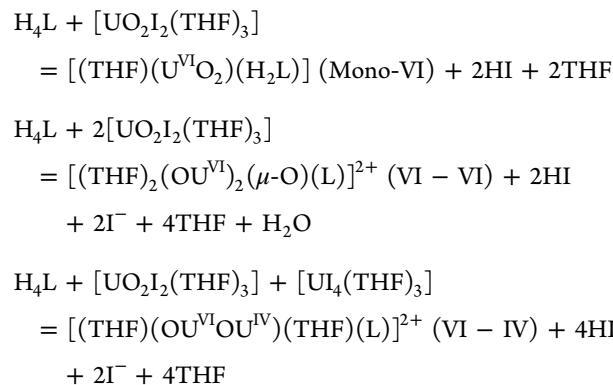 H₄L + [UO₂I₂(THF)₃]
= [(THF)(UⱽᴵO₂)(H₂L)] (Mono-VI) + 2HI + 2THF
H₄L + 2[UO₂I₂(THF)₃]
= [(THF)₂(OUⱽᴵ)₂(μ-O)(L)]²⁺ (VI − VI) + 2HI
+ 2I⁻ + 4THF + H₂O
H₄L + [UO₂I₂(THF)₃] + [UI₄(THF)₃]
= [(THF)(OUⱽᴵOUᴵⱽ)(THF)(L)]²⁺ (VI − IV) + 4HI
+ 2I⁻ + 4THF